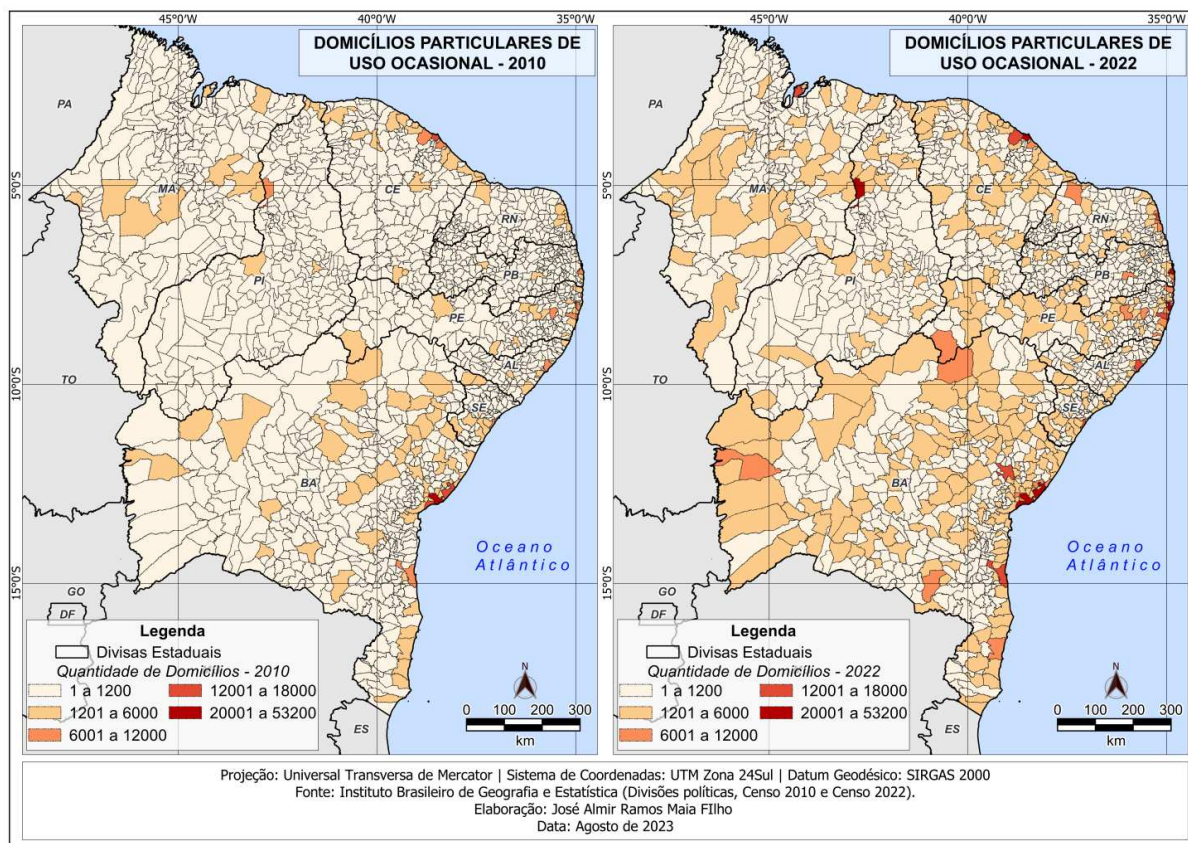 45°0'W 40°0'W 35°0'W
DOMICÍLIOS PARTICULARES DE
USO OCASIONAL - 2010
PA
5°0'S
MA
CE
RN
PB
PI
PE
AL
TO
10°0'S
SE
BA
Oceano
Atlântico
15°0'S
GO
DF
ES
Legenda
Divisas Estaduais
Quantidade de Domicílios - 2010
1 a 1200
1201 a 6000
6001 a 12000
12001 a 18000
20001 a 53200
N
0 100 200 300
km
45°0'W 40°0'W 35°0'W
DOMICÍLIOS PARTICULARES DE
USO OCASIONAL - 2022
PA
5°0'S
MA
CE
RN
PB
PI
PE
AL
TO
10°0'S
SE
BA
Oceano
Atlântico
15°0'S
GO
DF
ES
Legenda
Divisas Estaduais
Quantidade de Domicílios - 2022
1 a 1200
1201 a 6000
6001 a 12000
12001 a 18000
20001 a 53200
N
0 100 200 300
km
Projeção: Universal Transversa de Mercator | Sistema de Coordenadas: UTM Zona 24Sul | Datum Geodésico: SIRGAS 2000
Fonte: Instituto Brasileiro de Geografia e Estatística (Divisões políticas, Censo 2010 e Censo 2022).
Elaboração: José Almir Ramos Maia FIlho
Data: Agosto de 2023